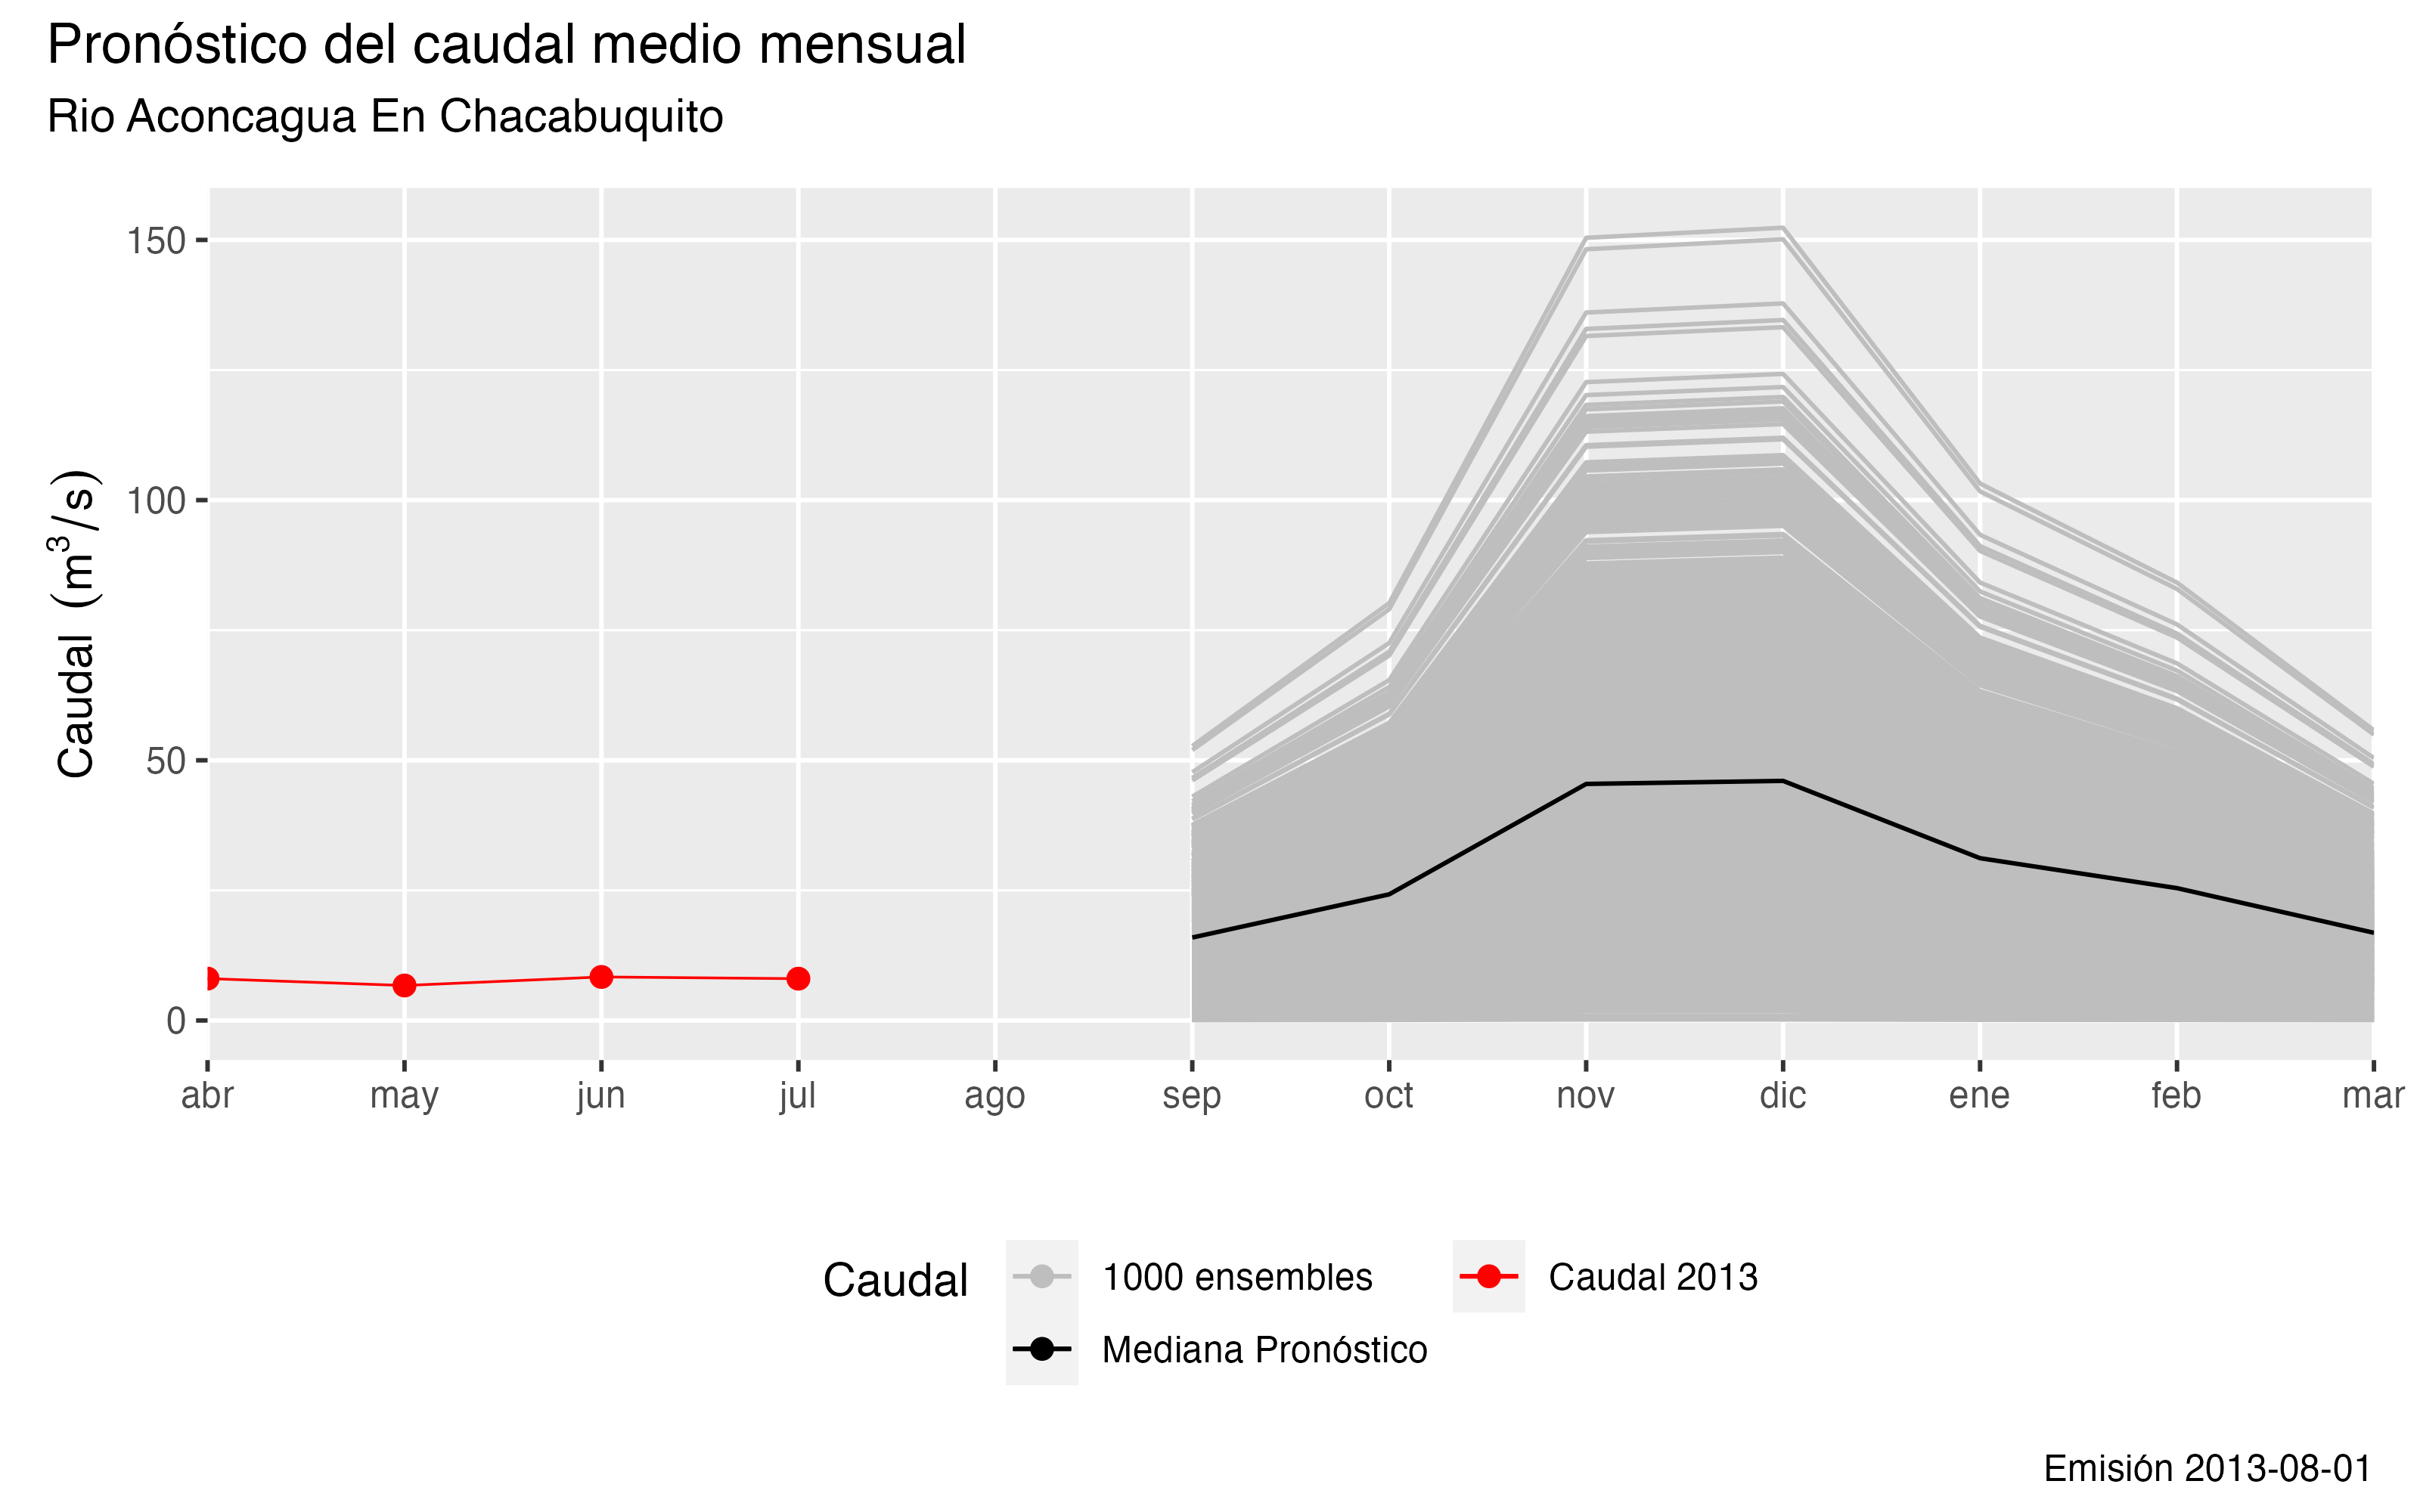 Pronóstico del caudal medio mensual
Rio Aconcagua En Chacabuquito
Caudal (m³/s)
150
100
50
0
abr may jun jul ago sep oct nov dic ene feb mar
Caudal
1000 ensembles
Caudal 2013
Mediana Pronóstico
Emisión 2013-08-01